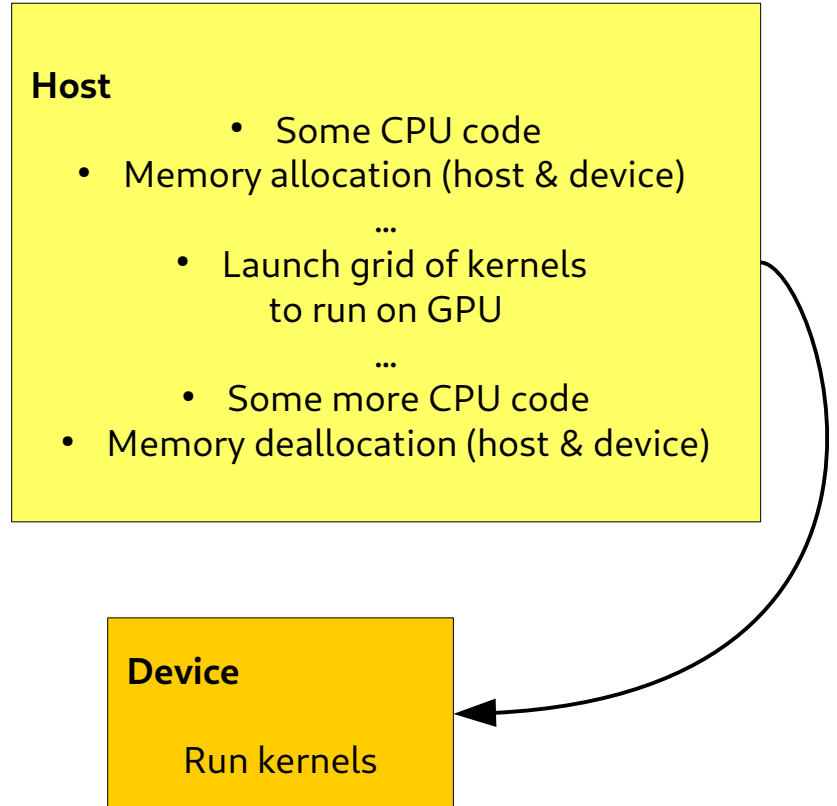 Host
• Some CPU code
• Memory allocation (host & device)
...
• Launch grid of kernels
to run on GPU
...
• Some more CPU code
• Memory deallocation (host & device)
Device
Run kernels